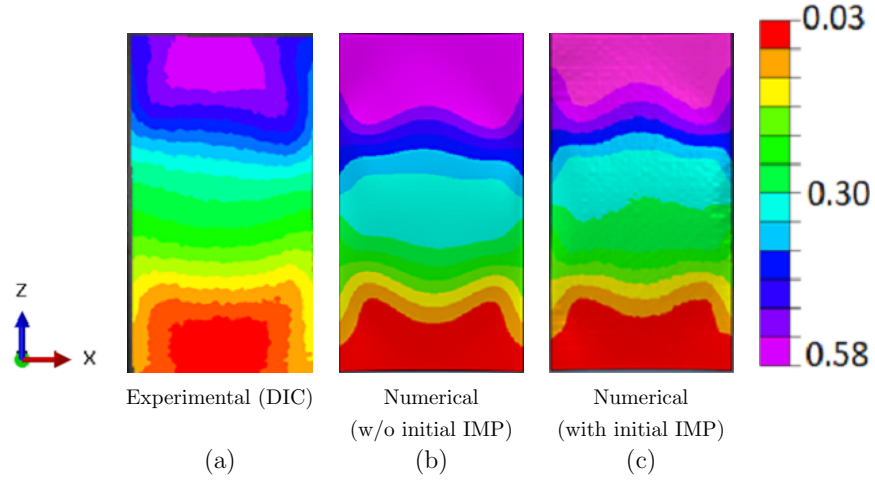 0.03
0.30
0.58
Z
X
Experimental (DIC)
(a)
Numerical
(w/o initial IMP)
(b)
Numerical
(with initial IMP)
(c)